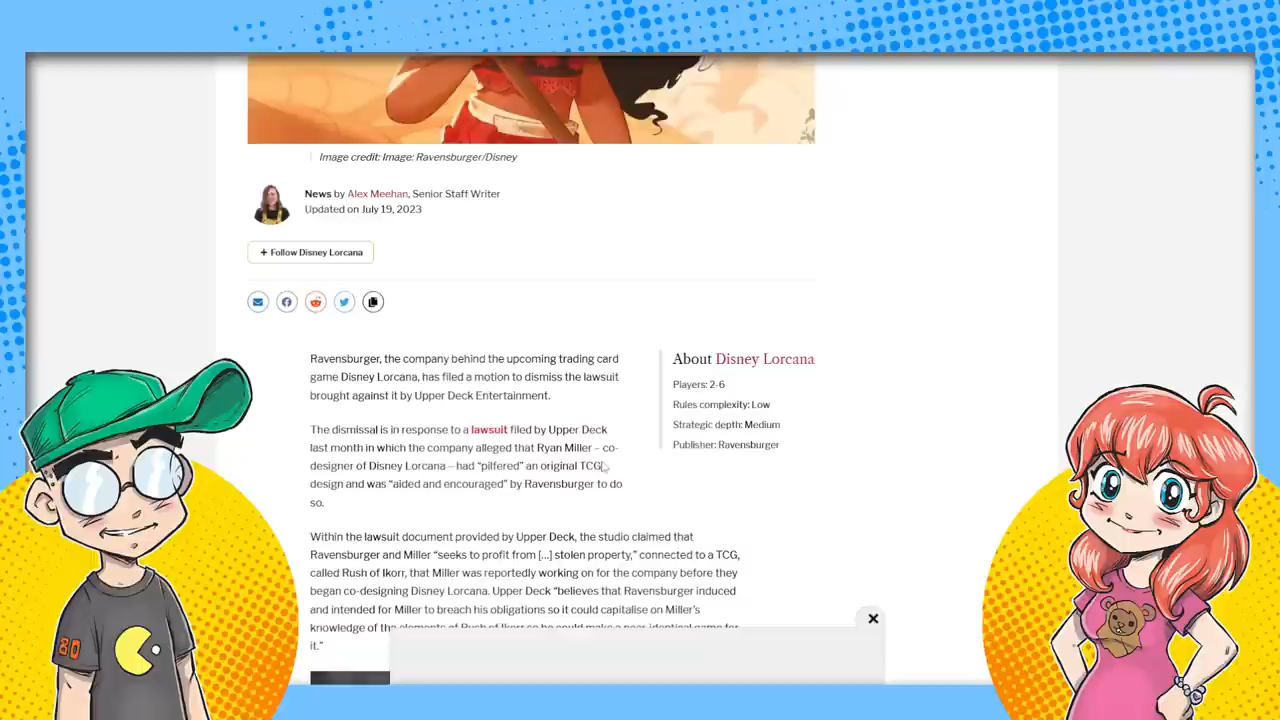 Image credit: Image: Ravensburger/Disney
News by Alex Meehan, Senior Staff Writer
Updated on July 19, 2023
+ Follow Disney Lorcana
Ravensburger, the company behind the upcoming trading card
game Disney Lorcana, has filed a motion to dismiss the lawsuit
brought against it by Upper Deck Entertainment.
The dismissal is in response to a lawsuit filed by Upper Deck
last month in which the company alleged that Ryan Miller – co-
designer of Disney Lorcana – had “pilfered” an original TCG
design and was “aided and encouraged” by Ravensburger to do
so.
Within the lawsuit document provided by Upper Deck, the studio claimed that
Ravensburger and Miller “seeks to profit from [...] stolen property,” connected to a TCG,
called Rush of Ikorr, that Miller was reportedly working on for the company before they
began co-designing Disney Lorcana. Upper Deck “believes that Ravensburger induced
and intended for Miller to breach his obligations so it could capitalise on Miller’s
knowledge of the elements of Rush of Ikorr so he could make a near-identical game for
it.”
About Disney Lorcana
Players: 2-6
Rules complexity: Low
Strategic depth: Medium
Publisher: Ravensburger
80